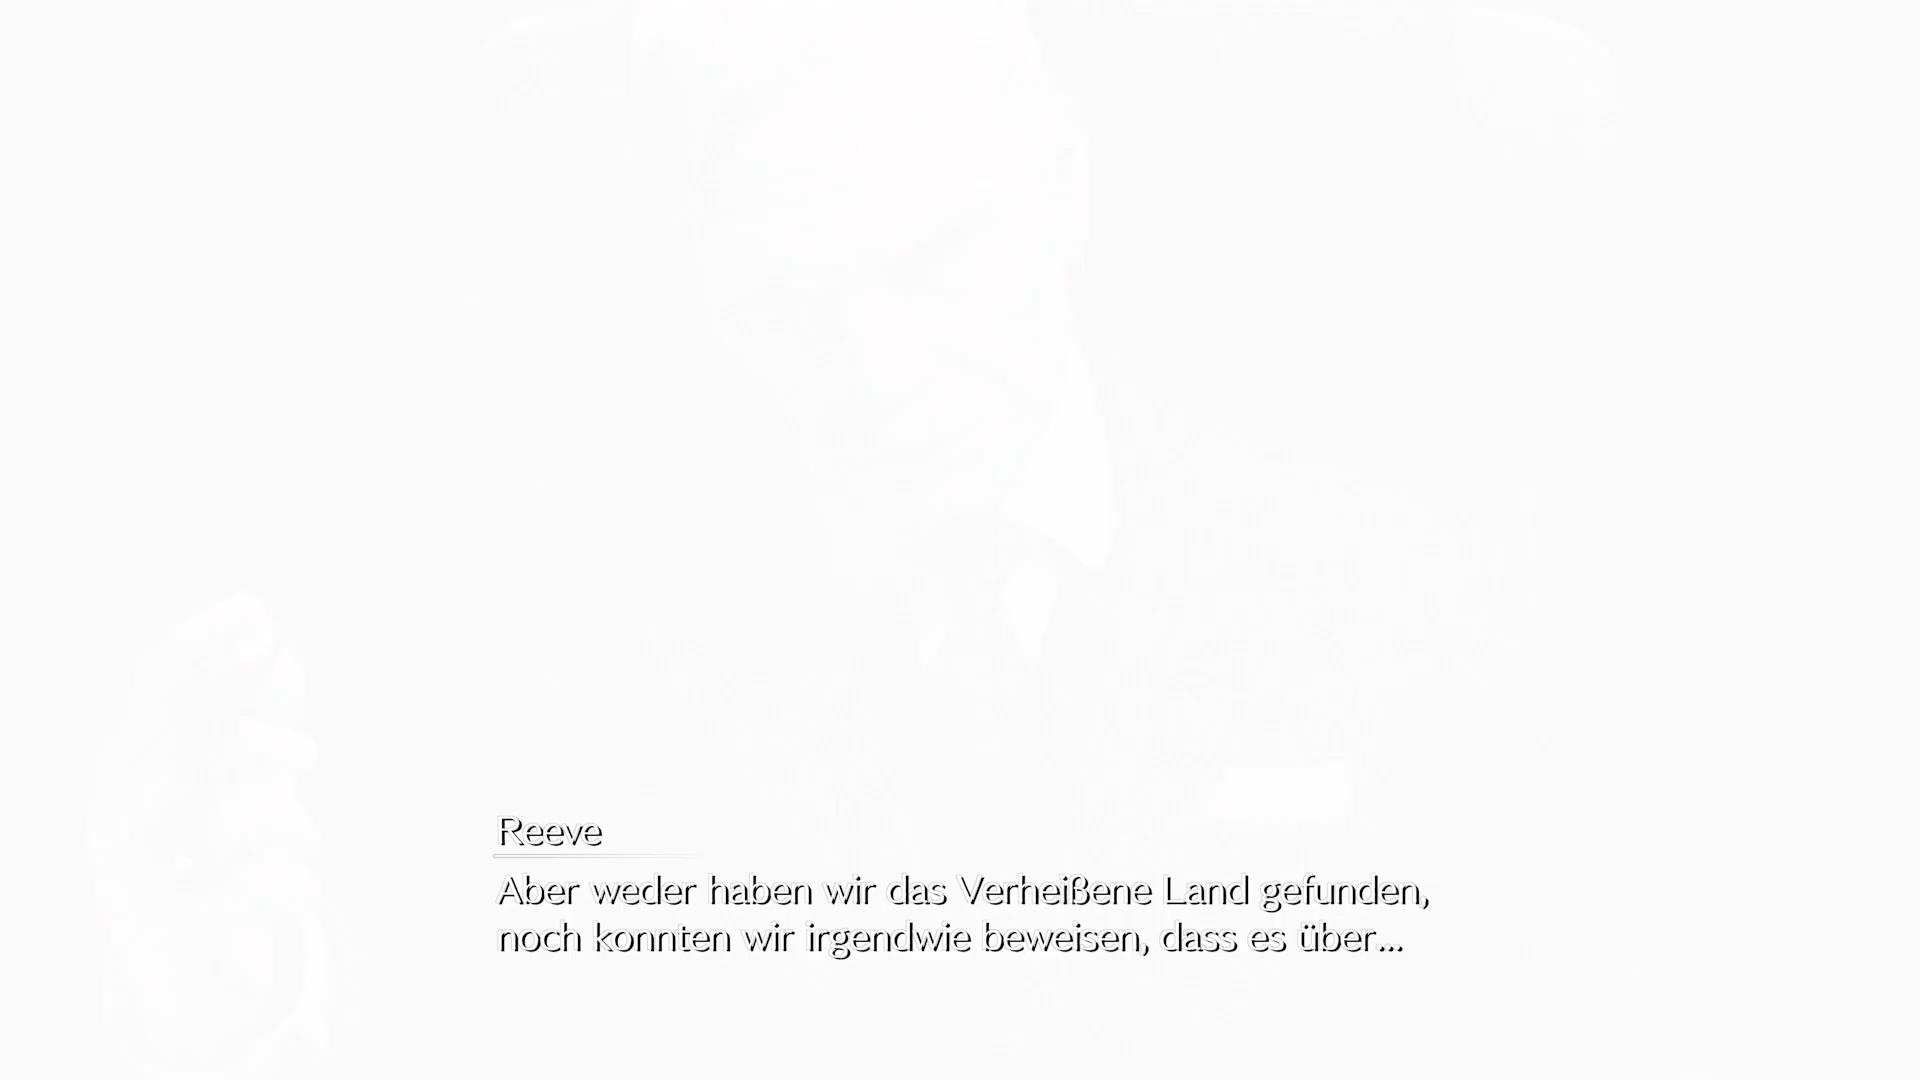 Reeve
Aber weder haben wir das Verheißene Land gefunden,
noch konnten wir irgendwie beweisen, dass es über...